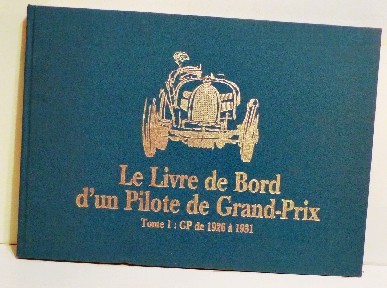 Le Livre de Bord
d'un Pilote de Grand-Prix
Tome 1 : GP de 1926 à 1931